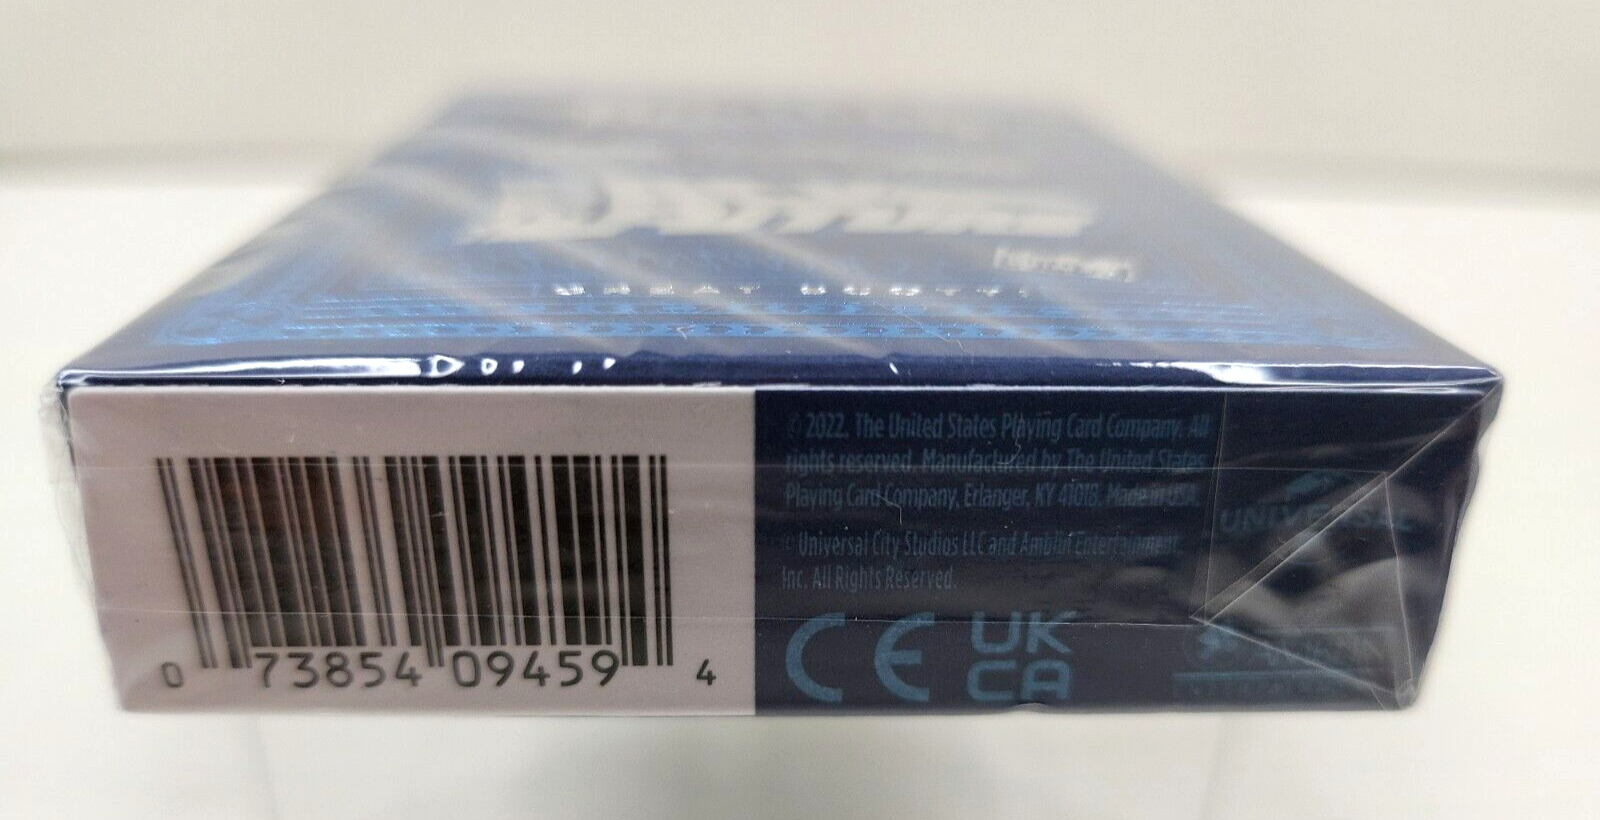 GREAT SCOTT!
© 2022. The United States Playing Card Company. All
rights reserved. Manufactured by The United States
Playing Card Company, Erlanger, KY 41018. Made in USA.
© Universal City Studios LLC and Amblin Entertainment,
Inc. All Rights Reserved.
UNIVERSAL
CE
UK
CA
0 73854 09459 4